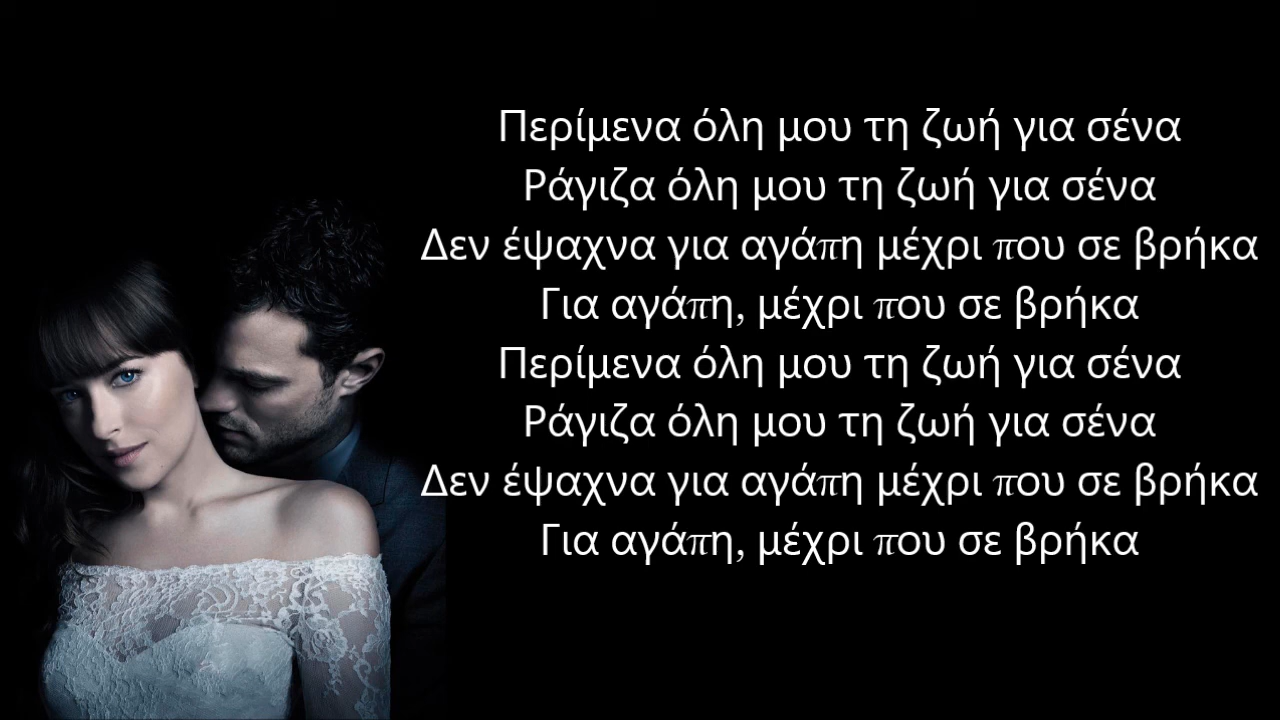 Περίμενα όλη μου τη ζωή για σένα
Ράγιζα όλη μου τη ζωή για σένα
Δεν έψαχνα για αγάπη μέχρι που σε βρήκα
Για αγάπη, μέχρι που σε βρήκα
Περίμενα όλη μου τη ζωή για σένα
Ράγιζα όλη μου τη ζωή για σένα
Δεν έψαχνα για αγάπη μέχρι που σε βρήκα
Για αγάπη, μέχρι που σε βρήκα